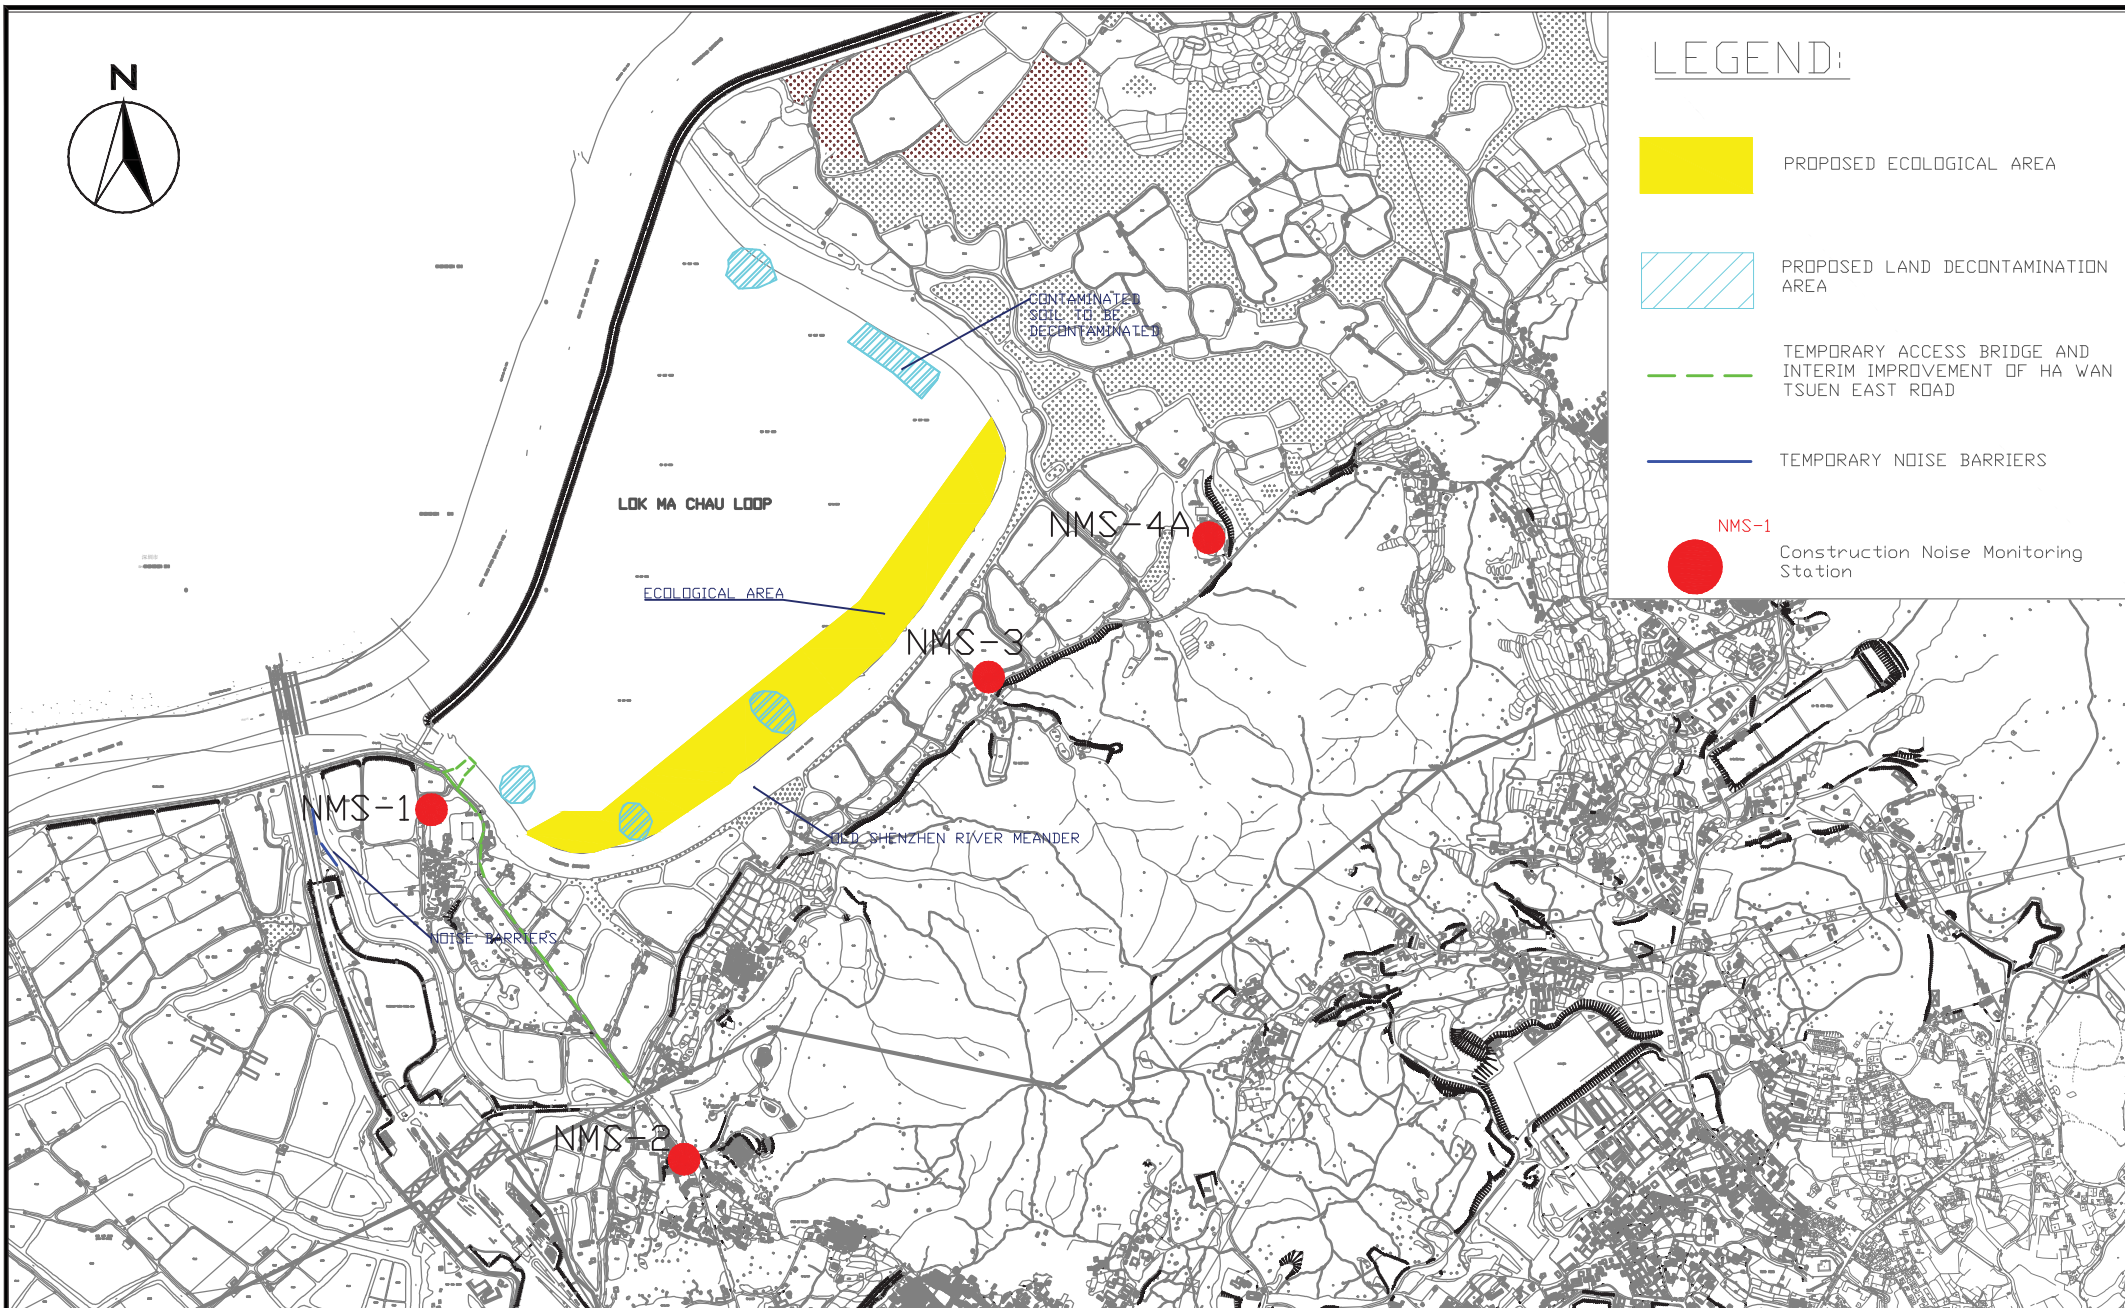 N
LEGEND:
PROPOSED ECOLOGICAL AREA
PROPOSED LAND DECONTAMINATION
AREA
TEMPORARY ACCESS BRIDGE AND
INTERIM IMPROVEMENT OF HA WAN
TSUEN EAST ROAD
TEMPORARY NOISE BARRIERS
NMS-1
Construction Noise Monitoring
Station
CONTAMINATED
SOIL TO BE
DECONTAMINATED
LOK MA CHAU LOOP
NMS-4A
ECOLOGICAL AREA
NMS-3
NMS-1
OLD SHENZHEN RIVER MEANDER
NOISE BARRIERS
NMS-2